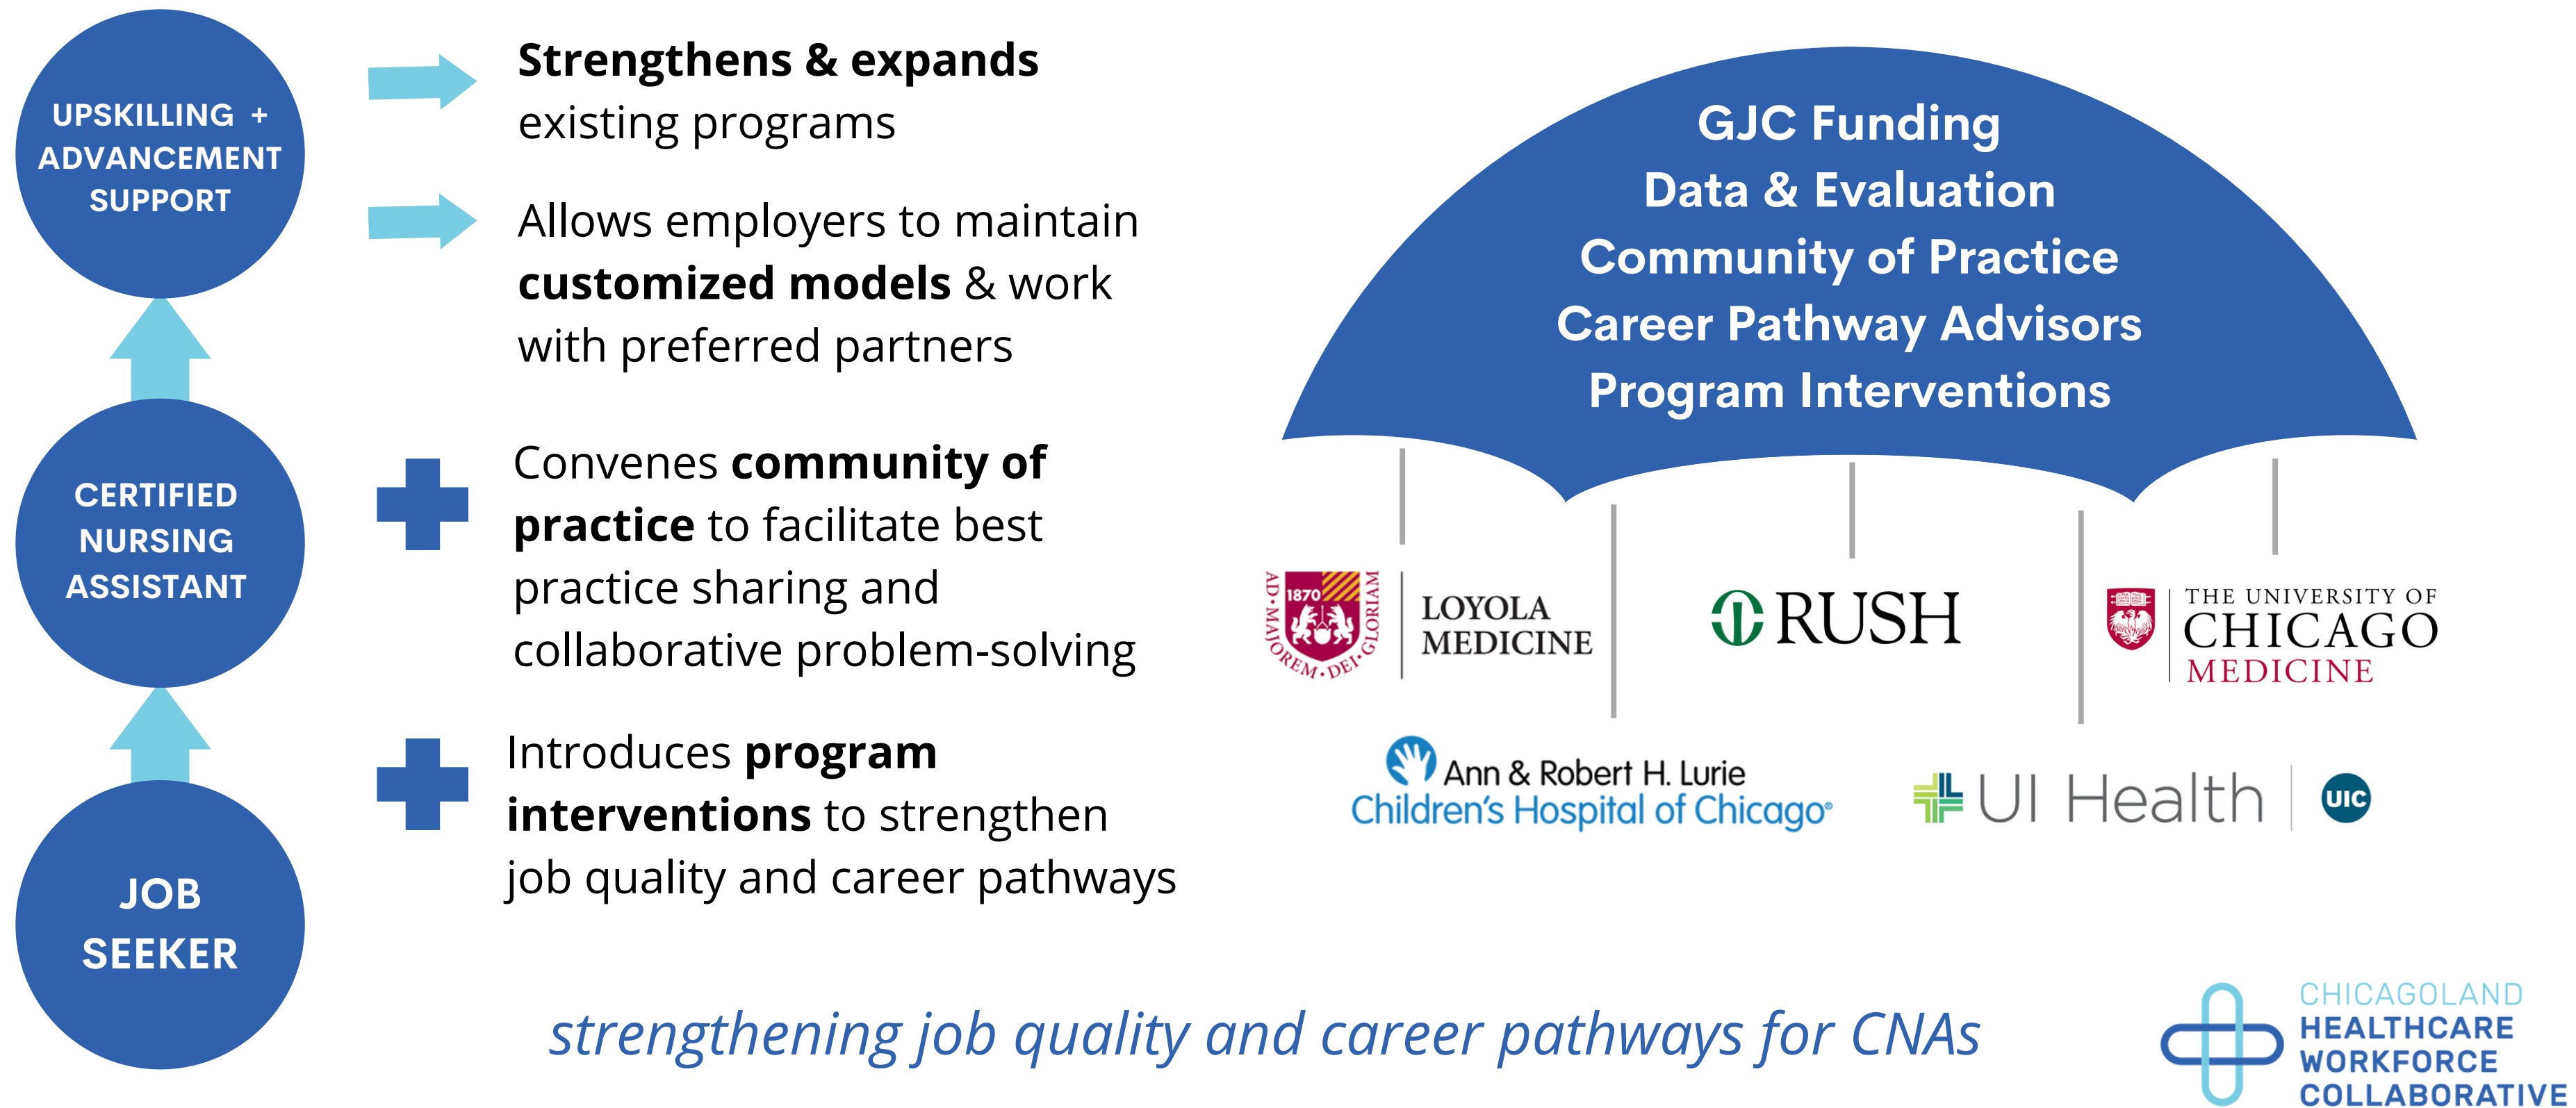 UPSKILLING +
ADVANCEMENT
SUPPORT
CERTIFIED
NURSING
ASSISTANT
JOB
SEEKER
Strengthens & expands
existing programs
Allows employers to maintain
customized models & work
with preferred partners
Convenes community of
practice to facilitate best
practice sharing and
collaborative problem-solving
Introduces program
interventions to strengthen
job quality and career pathways
GJC Funding
Data & Evaluation
Community of Practice
Career Pathway Advisors
Program Interventions
AD • MAJOREM • DEI • GLORIAM
1870
LOYOLA
MEDICINE
RUSH
THE UNIVERSITY OF
CHICAGO
MEDICINE
Ann & Robert H. Lurie
Children's Hospital of Chicago®
UI Health
UIC
strengthening job quality and career pathways for CNAs
CHICAGOLAND
HEALTHCARE
WORKFORCE
COLLABORATIVE